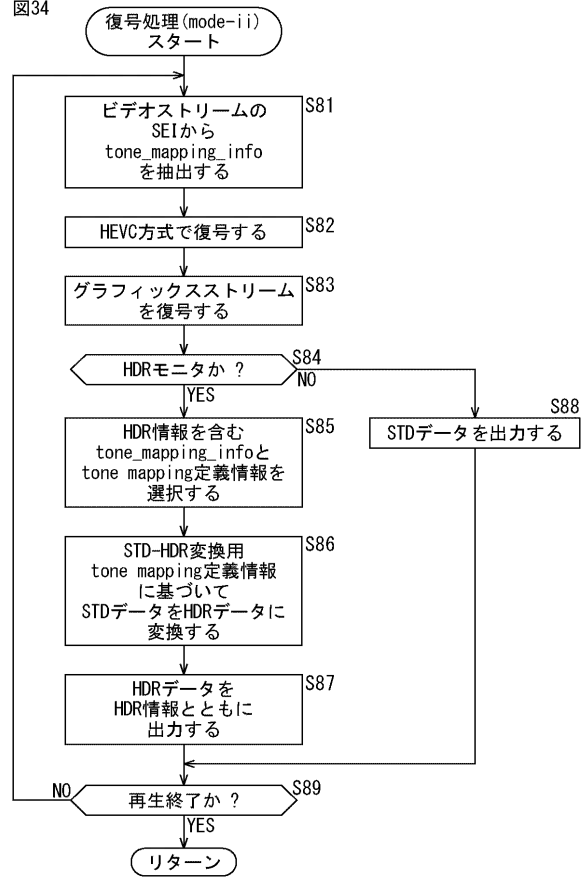 図34
復号処理(mode-ii)
スタート
ビデオストリームの
SEIから
tone_mapping_info
を抽出する
S81
HEVC方式で復号する
S82
グラフィックスストリーム
を復号する
S83
HDRモニタか ?
S84
NO
YES
HDR情報を含む
tone_mapping_infoと
tone mapping定義情報を
選択する
S85
STDデータを出力する
S88
STD-HDR変換用
tone mapping定義情報
に基づいて
STDデータをHDRデータに
変換する
S86
HDRデータを
HDR情報とともに
出力する
S87
再生終了か ?
S89
NO
YES
リターン